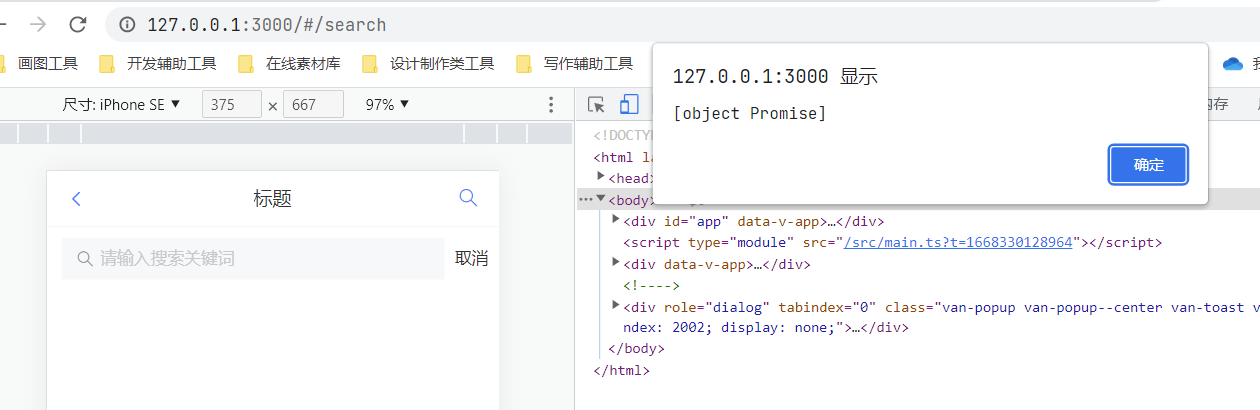 127.0.0.1:3000/#/search
画图工具 开发辅助工具 在线素材库 设计制作类工具 写作辅助工具
127.0.0.1:3000 显示
[object Promise]
确定
尺寸: iPhone SE ▼ 375 × 667 97% ▼
标题
请输入搜索关键词 取消
<html la
<head>
<body>
<div id="app" data-v-app>…</div>
<script type="module" src="/src/main.ts?t=1668330128964"></script>
<div data-v-app>…</div>
<!---->
<div role="dialog" tabindex="0" class="van-popup van-popup--center van-toast v
ndex: 2002; display: none;">…</div>
</body>
</html>